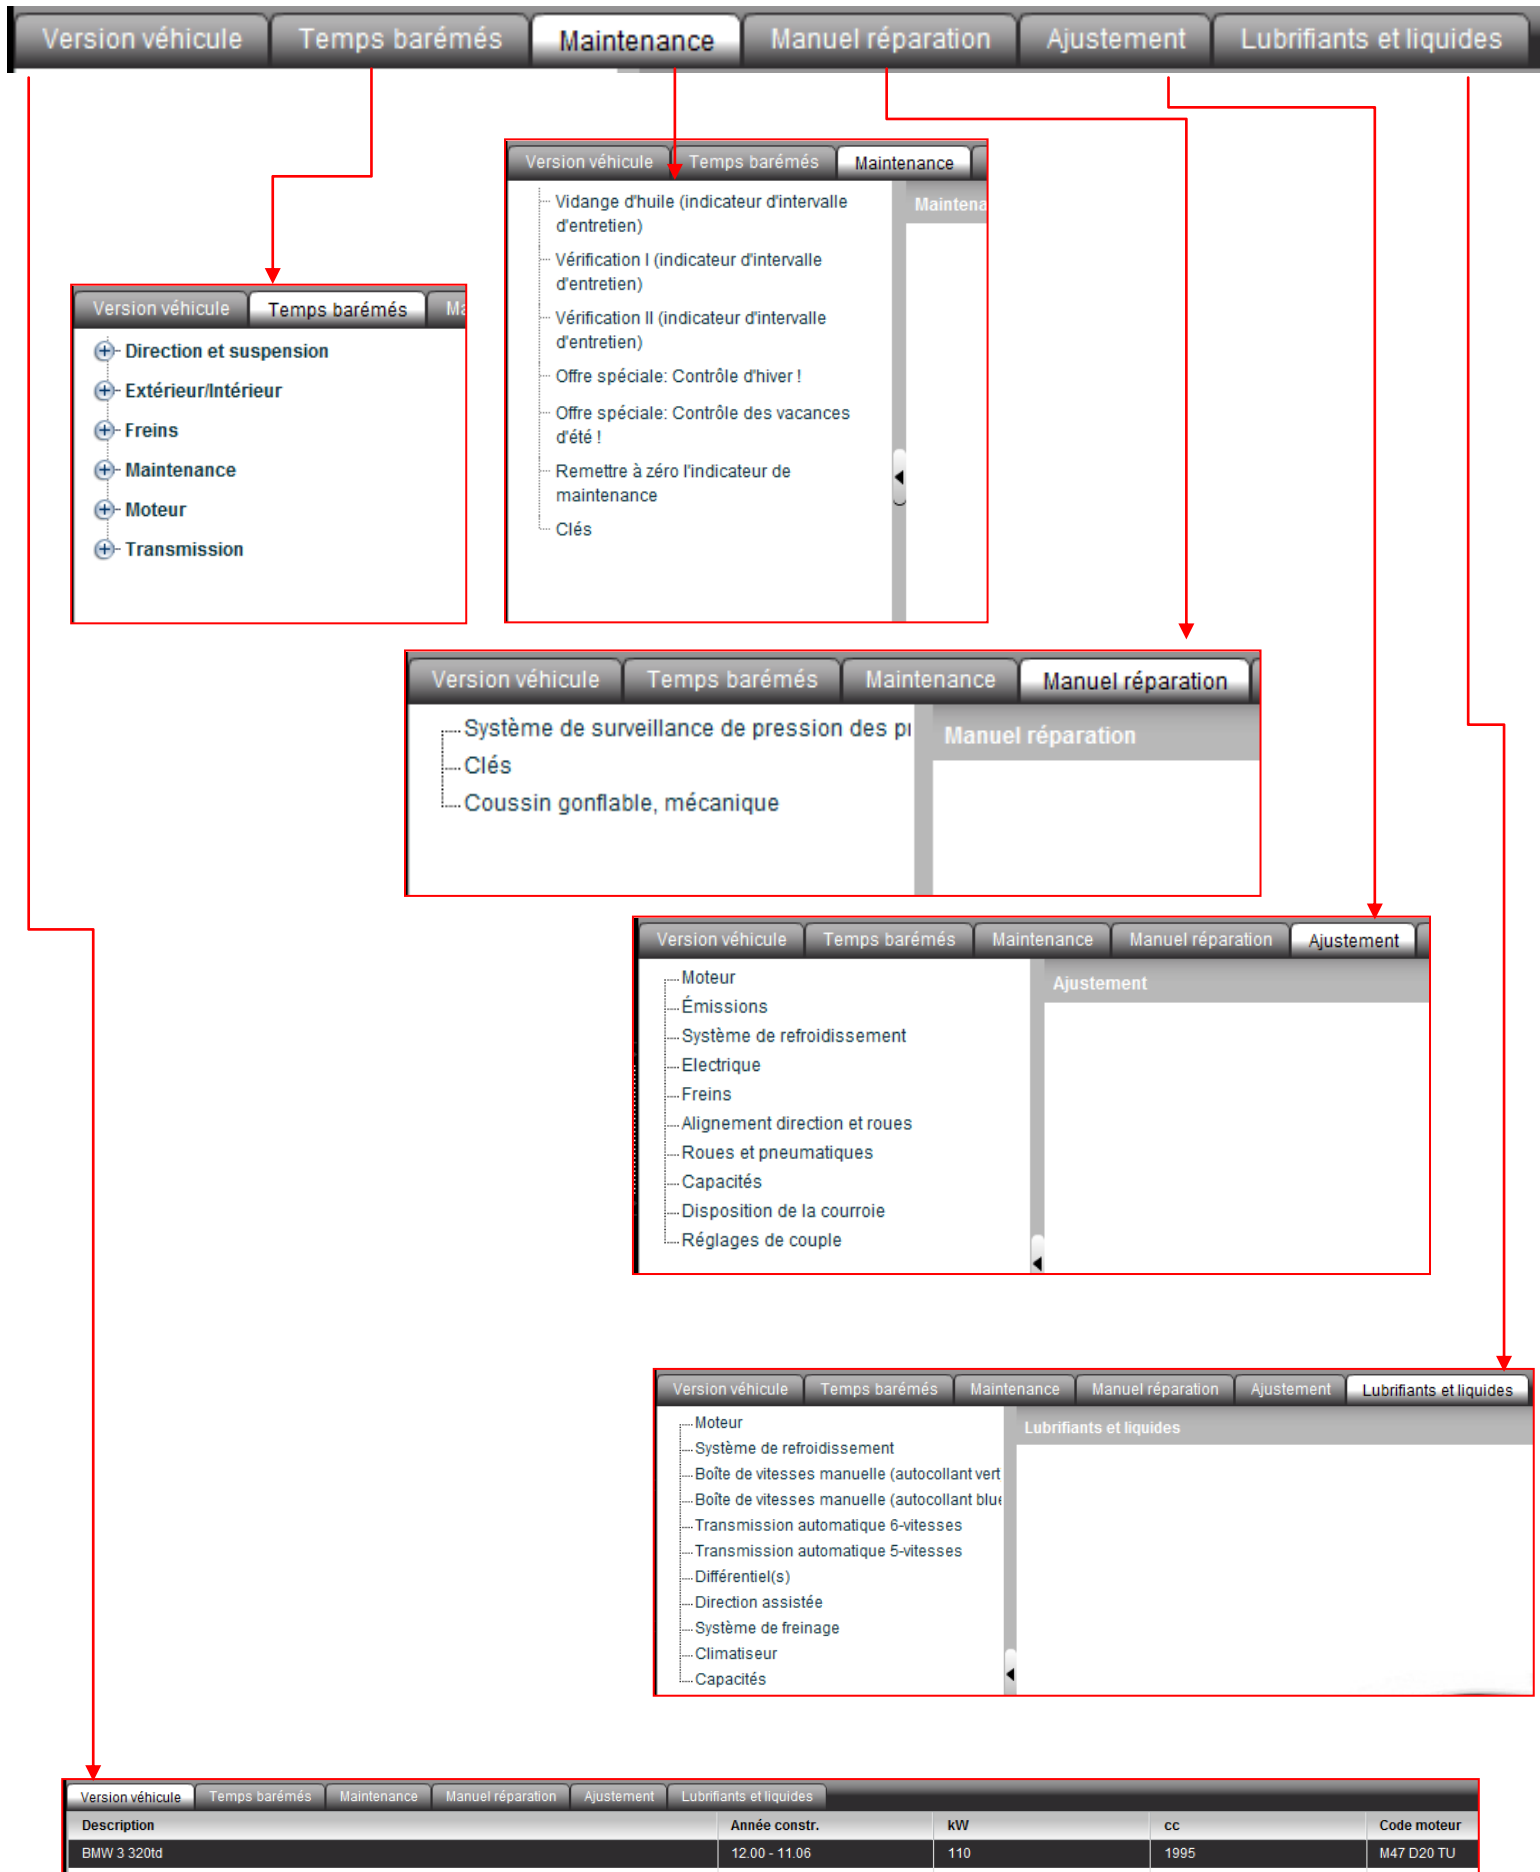 Version véhicule Temps barémés Maintenance Manuel réparation Ajustement Lubrifiants et liquides
Version véhicule Temps barémés Maintenance
Vidange d'huile (indicateur d'intervalle
d'entretien)
Vérification I (indicateur d'intervalle
d'entretien)
Vérification II (indicateur d'intervalle
d'entretien)
Offre spéciale: Contrôle d'hiver !
Offre spéciale: Contrôle des vacances
d'été !
Remettre à zéro l'indicateur de
maintenance
Clés
Maintena
Version véhicule Temps barémés Ma
Direction et suspension
Extérieur/Intérieur
Freins
Maintenance
Moteur
Transmission
Version véhicule Temps barémés Maintenance Manuel réparation
Système de surveillance de pression des
Clés
Coussin gonflable, mécanique
Manuel réparation
Version véhicule Temps barémés Maintenance Manuel réparation Ajustement
Moteur
Émissions
Système de refroidissement
Electrique
Freins
Alignement direction et roues
Roues et pneumatiques
Capacités
Disposition de la courroie
Réglages de couple
Ajustement
Version véhicule Temps barémés Maintenance Manuel réparation Ajustement Lubrifiants et liquides
Moteur
Système de refroidissement
Boîte de vitesses manuelle (autocollant vert
Boîte de vitesses manuelle (autocollant blue
Transmission automatique 6-vitesses
Transmission automatique 5-vitesses
Différentiel(s)
Direction assistée
Système de freinage
Climatiseur
Capacités
Lubrifiants et liquides
Version véhicule Temps barémés Maintenance Manuel réparation Ajustement Lubrifiants et liquides
Description Année constr. kW cc Code moteur
BMW 3 320td 12.00 - 11.06 110 1995 M47 D20 TU